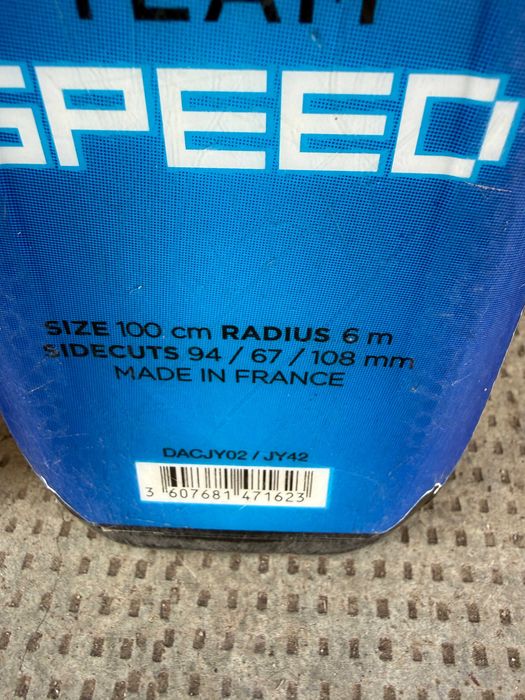 TEAM
SPEED
SIZE 100 cm RADIUS 6 m
SIDECUTS 94 / 67 / 108 mm
MADE IN FRANCE
DACJY02 / JY42
3 607681 471623